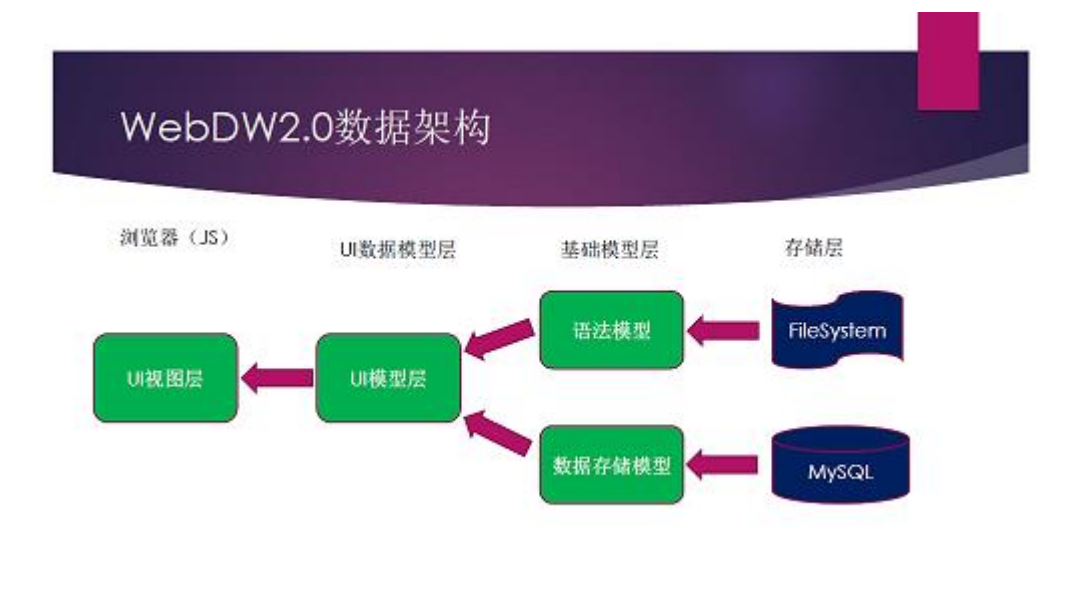 WebDW2.0数据架构
浏览器（JS）
UI数据模型层
基础模型层
存储层
语法模型
FileSystem
UI视图层
UI模型层
数据存储模型
MySQL